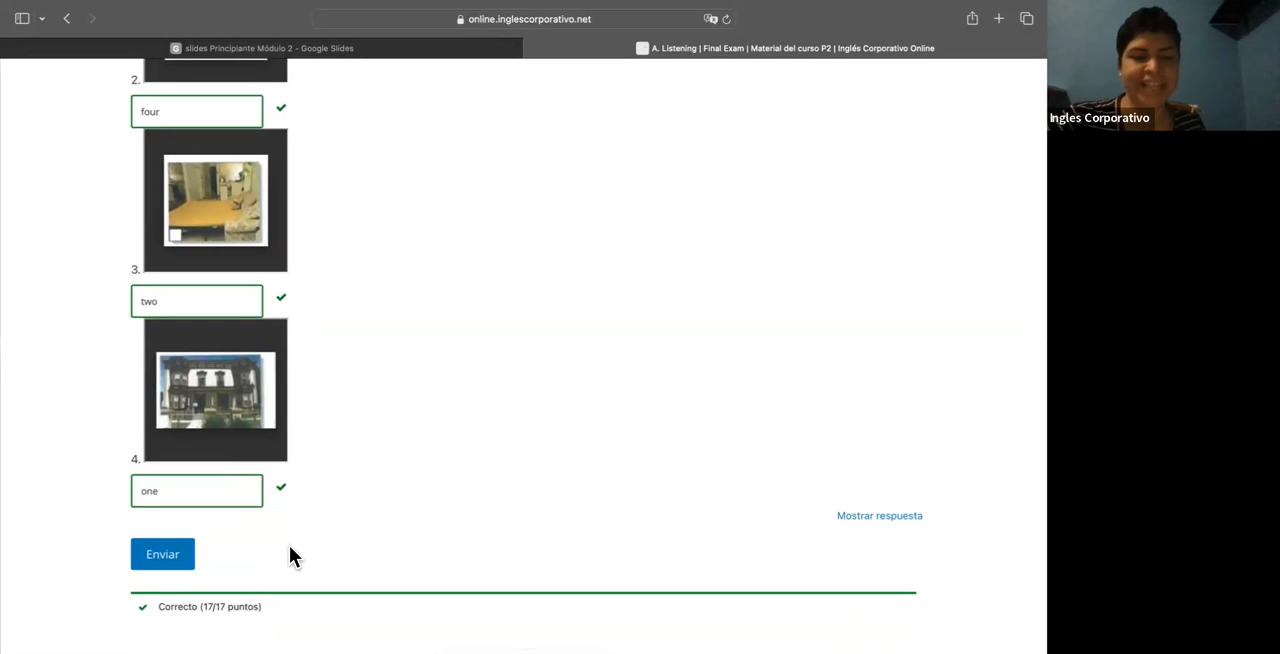 online.inglescorporativo.net
G slides Principiante Módulo 2 - Google Slides
A. Listening | Final Exam | Material del curso P2 | Inglés Corporativo Online
Ingles Corporativo
2.
four
3.
two
4.
one
Mostrar respuesta
Enviar
Correcto (17/17 puntos)